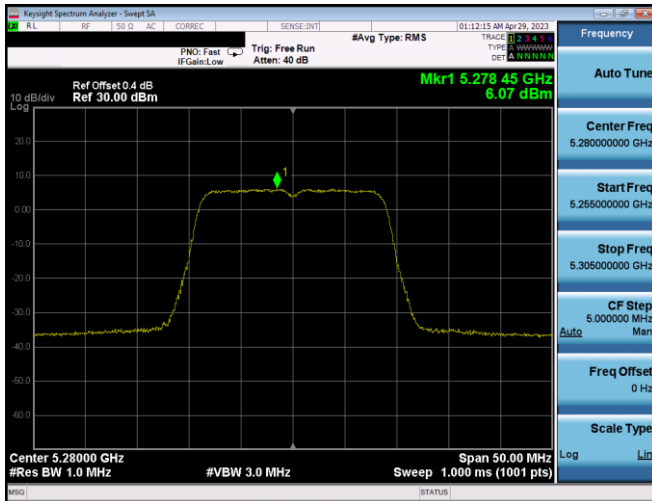 Keysight Spectrum Analyzer - Swept SA
RL RF 50 Ω AC CORREC SENSE:INT 01:12:15 AM Apr 29, 2023
#Avg Type: RMS
TRACE 1 2 3 4 5 6
PNO: Fast Trig: Free Run TYPE A WWWWW
IFGain:Low Atten: 40 dB DET A N N N N N
Mkr1 5.278 45 GHz
6.07 dBm
Ref Offset 0.4 dB
10 dB/div Ref 30.00 dBm
Log
1
20.0
10.0
0.00
-10.0
-20.0
-30.0
-40.0
-50.0
-60.0
Center 5.28000 GHz Span 50.00 MHz
#Res BW 1.0 MHz #VBW 3.0 MHz Sweep 1.000 ms (1001 pts)
MSG STATUS
Frequency
Auto Tune
Center Freq
5.280000000 GHz
Start Freq
5.255000000 GHz
Stop Freq
5.305000000 GHz
CF Step
5.000000 MHz
Auto Man
Freq Offset
0 Hz
Scale Type
Log Lin